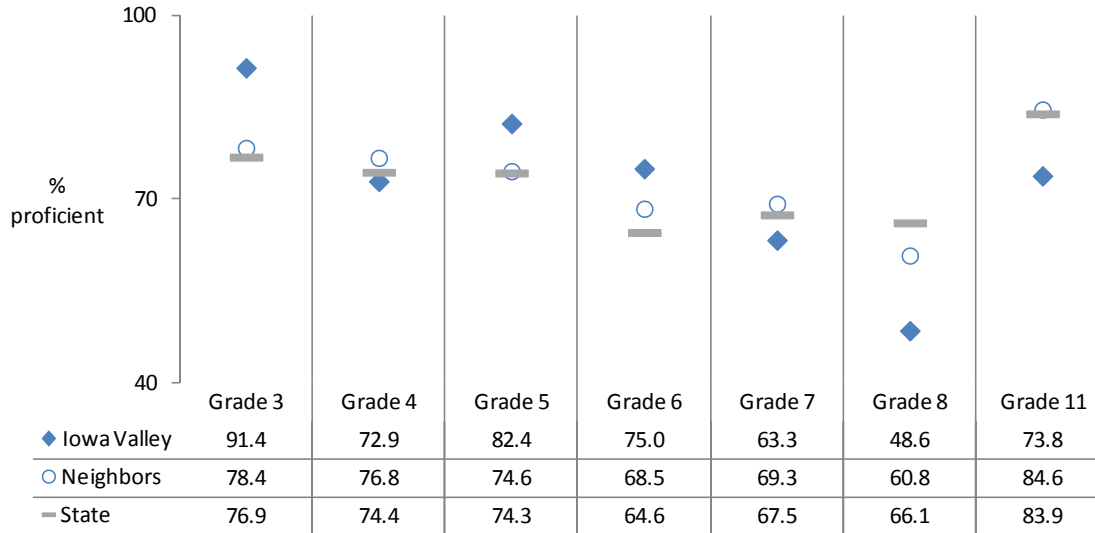 100
%
proficient
70
40
Grade 3 Grade 4 Grade 5 Grade 6 Grade 7 Grade 8 Grade 11
Iowa Valley 91.4 72.9 82.4 75.0 63.3 48.6 73.8
Neighbors 78.4 76.8 74.6 68.5 69.3 60.8 84.6
State 76.9 74.4 74.3 64.6 67.5 66.1 83.9